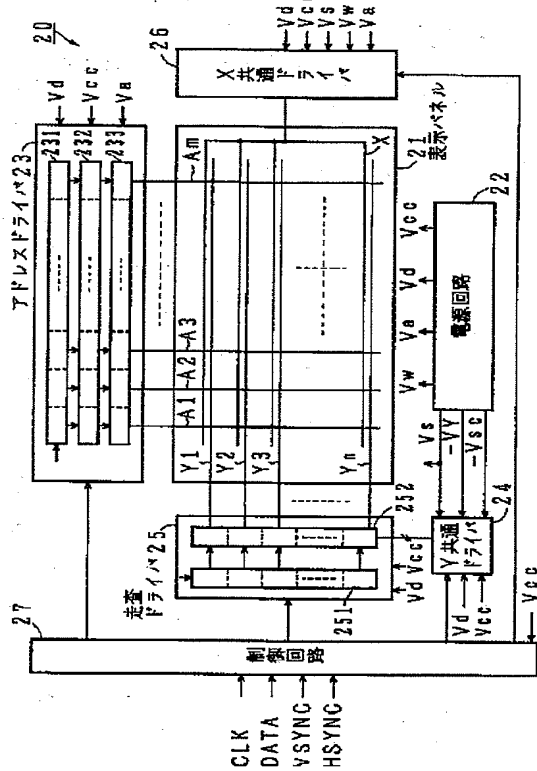 20
アドレスドライバ23
231
232
233
Vd
Vcc
Va
26
X共通ドライバ
Vd
Vcc
Vs
Vw
Va
A1
A2
A3
Am
Y1
Y2
Y3
Yn
X
21
表示パネル
走査
ドライバ25
251
252
Vd
Vcc
27
制御回路
CLK
DATA
VSYNC
HSYNC
Vcc
24
Y共通
ドライバ
Vd
Vcc
Vs
-VY
-Vsc
22
電源回路
Vw
Va
Vd
Vcc